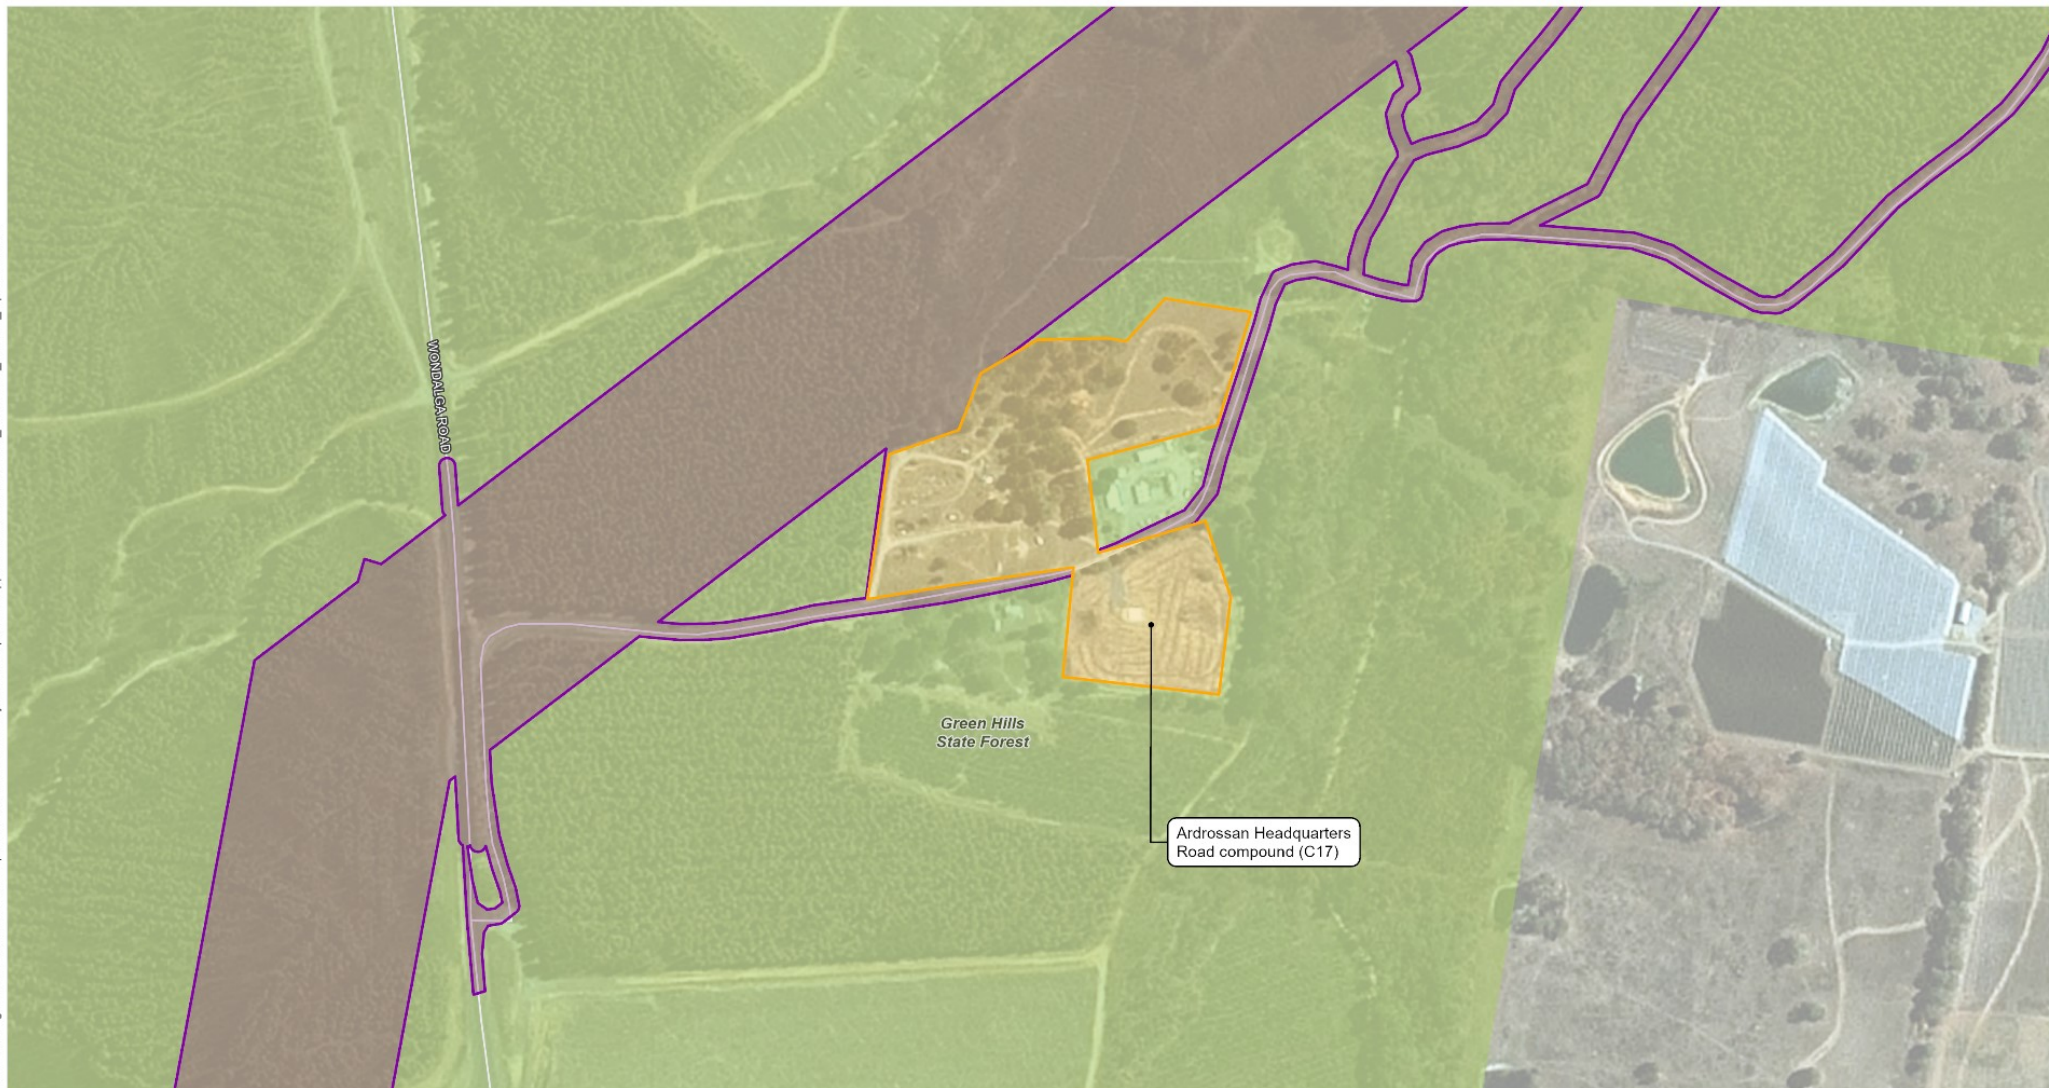 WONDALGA ROAD
Green Hills
State Forest
Ardrossan Headquarters
Road compound (C17)